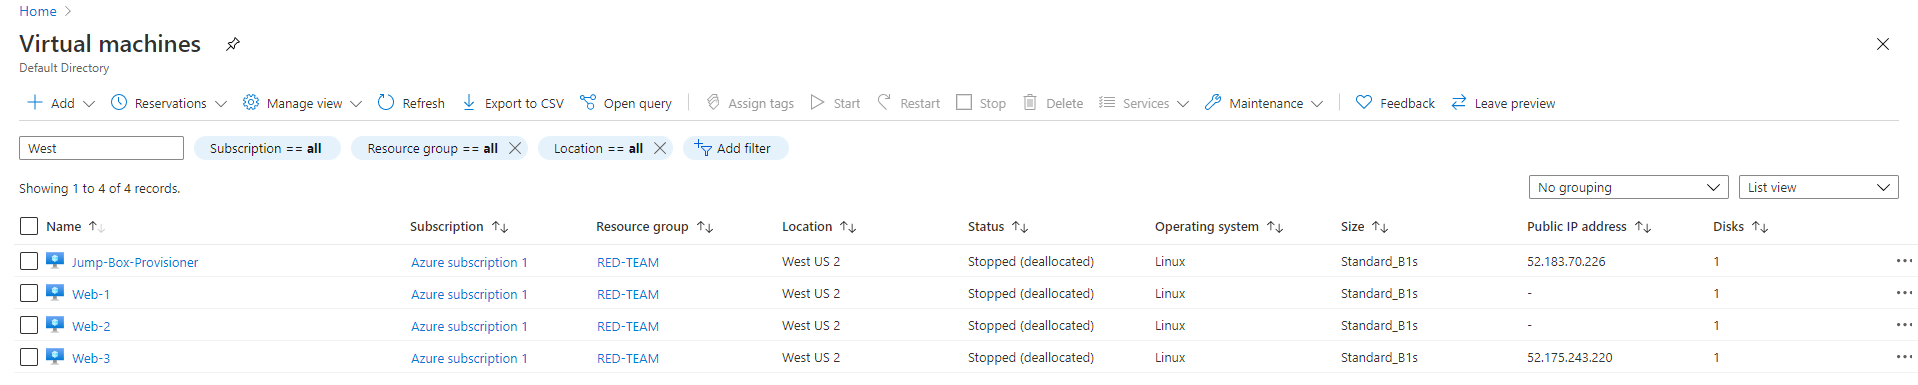 Home >
Virtual machines
Default Directory
Add Reservations Manage view Refresh Export to CSV Open query Assign tags Start Restart Stop Delete Services Maintenance Feedback Leave preview
West Subscription == all Resource group == all Location == all Add filter
Showing 1 to 4 of 4 records. No grouping List view
Name Subscription Resource group Location Status Operating system Size Public IP address Disks
Jump-Box-Provisioner Azure subscription 1 RED-TEAM West US 2 Stopped (deallocated) Linux Standard_B1s 52.183.70.226 1
Web-1 Azure subscription 1 RED-TEAM West US 2 Stopped (deallocated) Linux Standard_B1s - 1
Web-2 Azure subscription 1 RED-TEAM West US 2 Stopped (deallocated) Linux Standard_B1s - 1
Web-3 Azure subscription 1 RED-TEAM West US 2 Stopped (deallocated) Linux Standard_B1s 52.175.243.220 1